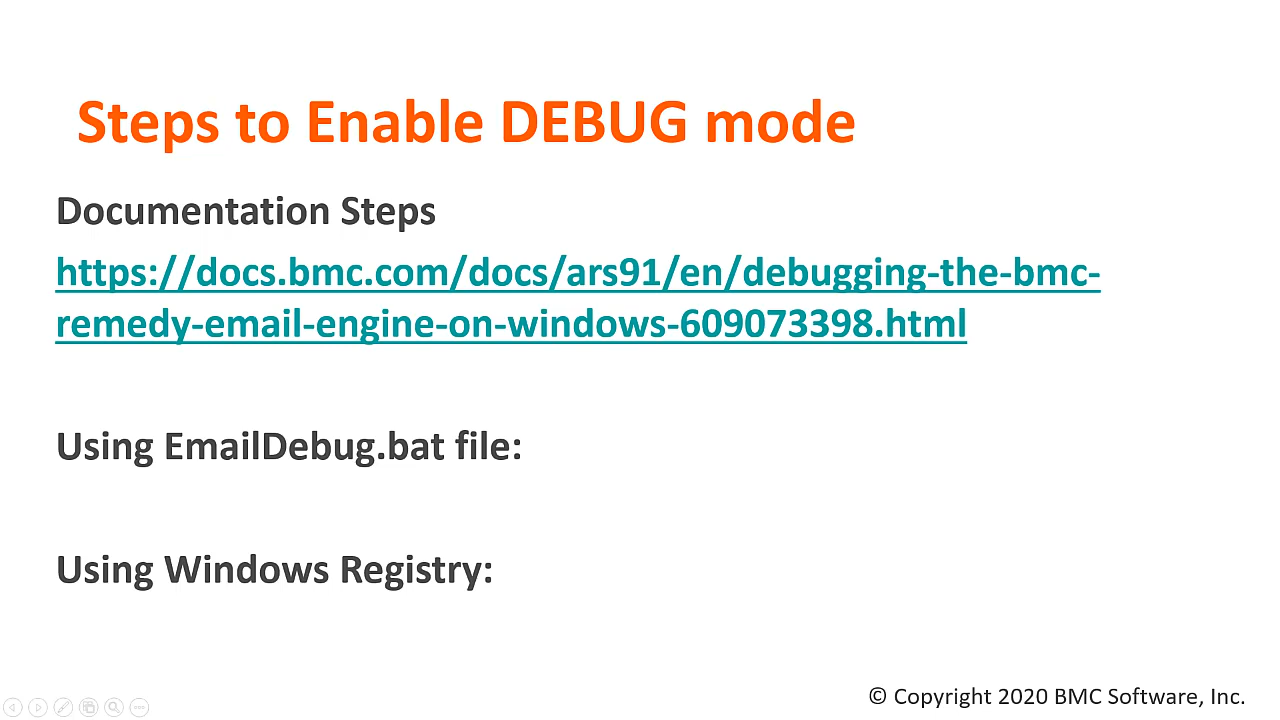 Steps to Enable DEBUG mode
Documentation Steps
https://docs.bmc.com/docs/ars91/en/debugging-the-bmc-
remedy-email-engine-on-windows-609073398.html
Using EmailDebug.bat file:
Using Windows Registry:
© Copyright 2020 BMC Software, Inc.